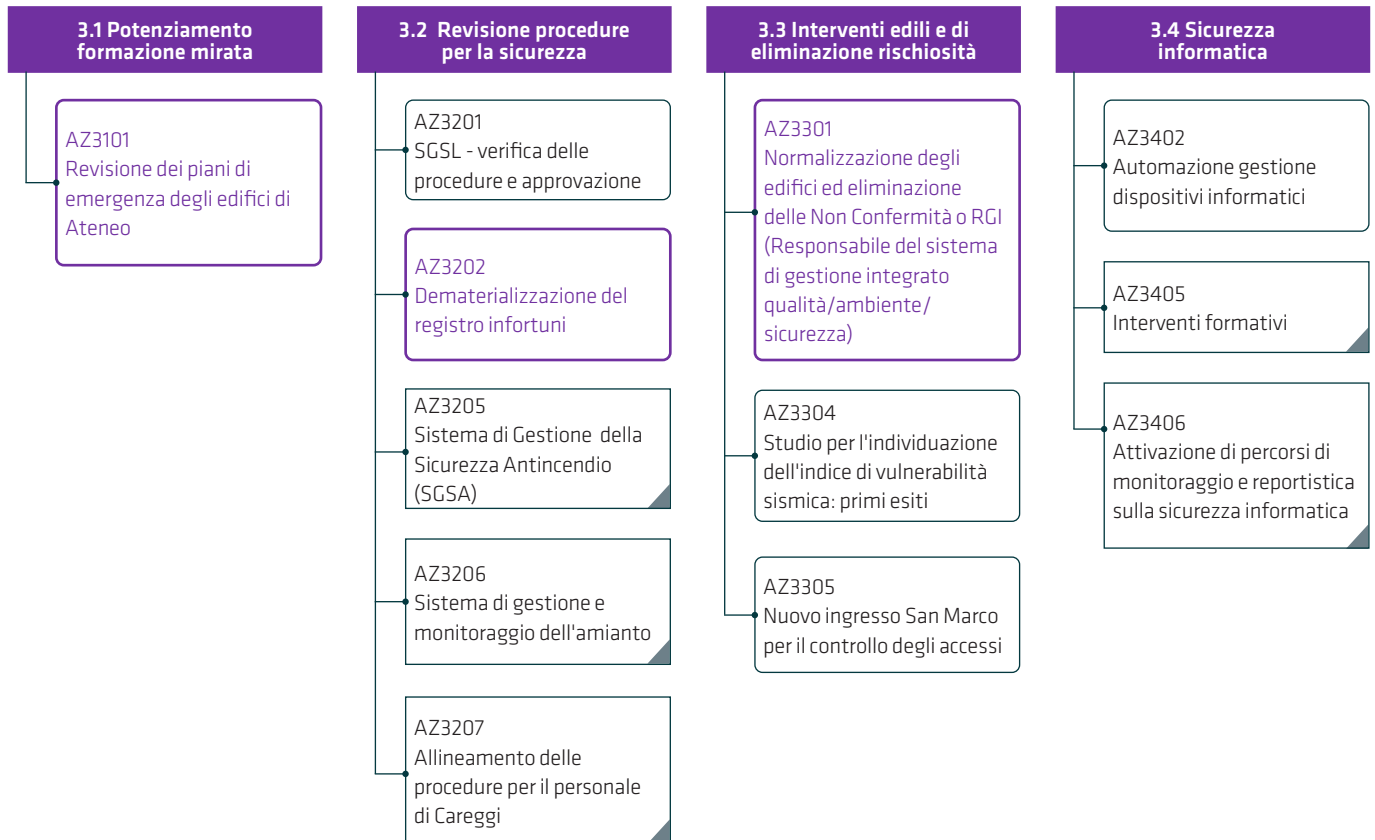 3.1 Potenziamento
formazione mirata
AZ3101
Revisione dei piani di
emergenza degli edifici di
Ateneo
3.2 Revisione procedure
per la sicurezza
AZ3201
SGSL - verifica delle
procedure e approvazione
AZ3202
Dematerializzazione del
registro infortuni
AZ3205
Sistema di Gestione della
Sicurezza Antincendio
(SGSA)
AZ3206
Sistema di gestione e
monitoraggio dell'amianto
AZ3207
Allineamento delle
procedure per il personale
di Careggi
3.3 Interventi edili e di
eliminazione rischiosità
AZ3301
Normalizzazione degli
edifici ed eliminazione
delle Non Confermità o RGI
(Responsabile del sistema
di gestione integrato
qualità/ambiente/
sicurezza)
AZ3304
Studio per l'individuazione
dell'indice di vulnerabilità
sismica: primi esiti
AZ3305
Nuovo ingresso San Marco
per il controllo degli accessi
3.4 Sicurezza
informatica
AZ3402
Automazione gestione
dispositivi informatici
AZ3405
Interventi formativi
AZ3406
Attivazione di percorsi di
monitoraggio e reportistica
sulla sicurezza informatica